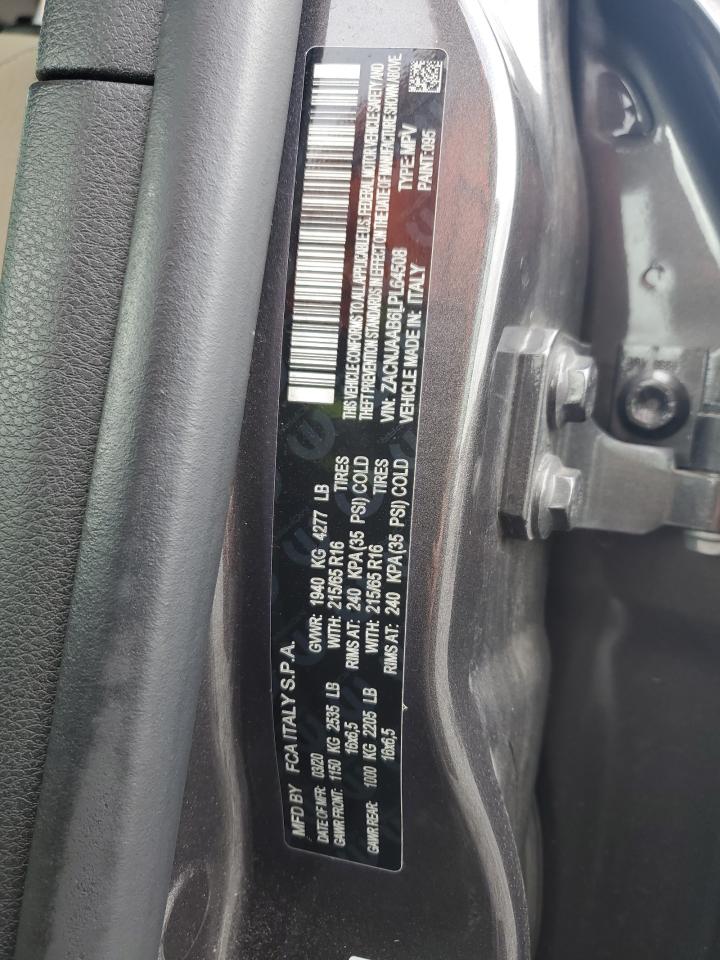 MFD BY FCA ITALY S.P.A.
DATE OF MFR: 03/20 GVWR: 1940 KG 4277 LB
GAWR FRONT: 1150 KG 2535 LB WITH: 215/65 R16 TIRES
16x6,5 RIMS AT: 240 KPA(35 PSI) COLD
GAWR REAR: 1000 KG 2205 LB WITH: 215/65 R16 TIRES
16x6,5 RIMS AT: 240 KPA(35 PSI) COLD
THIS VEHICLE CONFORMS TO ALL APPLICABLE U.S. FEDERAL MOTOR VEHICLE SAFETY AND
THEFT PREVENTION STANDARDS IN EFFECT ON THE DATE OF MANUFACTURE SHOWN ABOVE.
VIN: ZACNJAAB6LPL64508 TYPE: MPV
VEHICLE MADE IN: ITALY PAINT: 095